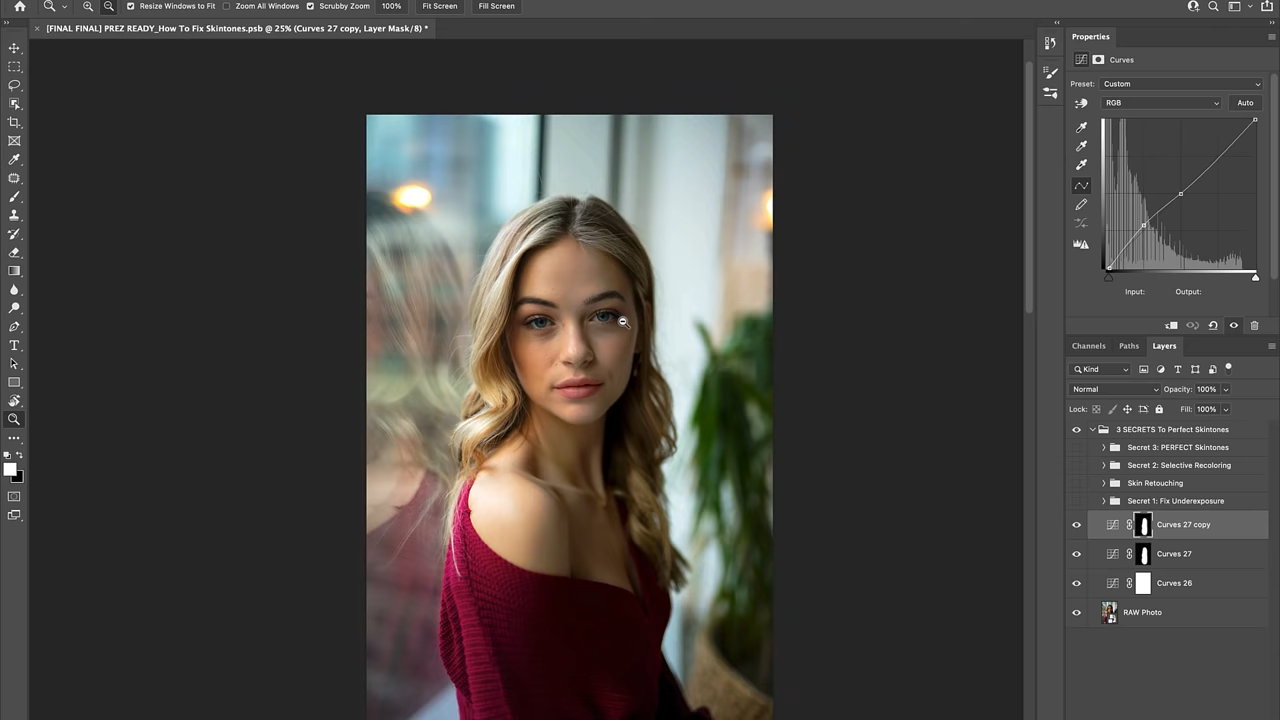 Resize Windows to Fit Zoom All Windows Scrubby Zoom 100% Fit Screen Fill Screen
[FINAL FINAL] PREZ READY_How To Fix Skintones.psb @ 25% (Curves 27 copy, Layer Mask/8) *
Properties
Curves
Preset: Custom
RGB Auto
Input: Output:
Channels Paths Layers
Kind
Normal Opacity: 100%
Lock: Fill: 100%
3 SECRETS To Perfect Skintones
Secret 3: PERFECT Skintones
Secret 2: Selective Recoloring
Skin Retouching
Secret 1: Fix Underexposure
Curves 27 copy
Curves 27
Curves 26
RAW Photo